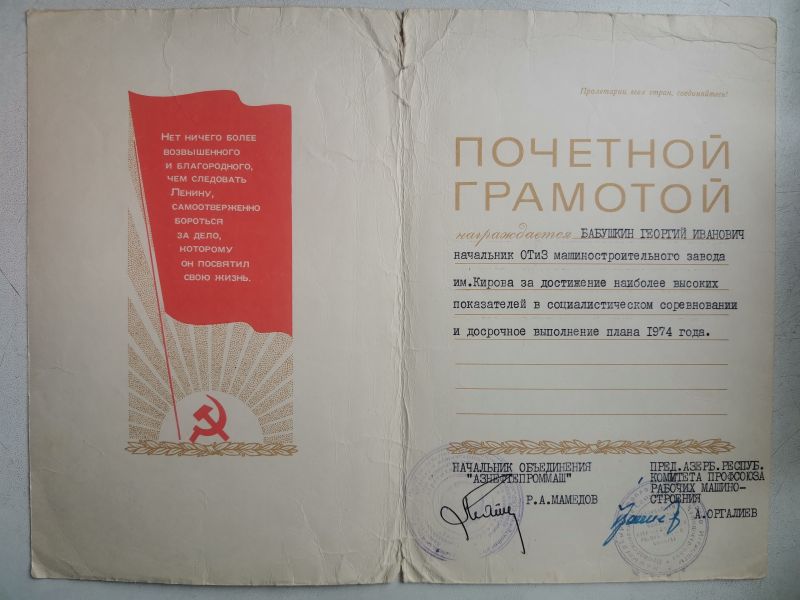 Нет ничего более
возвышенного
и благородного,
чем следовать
Ленину,
самоотверженно
бороться
за дело,
которому
он посвятил
свою жизнь.
Пролетарии всех стран, соединяйтесь!
ПОЧЕТНОЙ
ГРАМОТОЙ
награждается БАБУШКИН ГЕОРГИЙ ИВАНОВИЧ
начальник ОТиЗ машиностроительного завода
им.Кирова за достижение наиболее высоких
показателей в социалистическом соревновании
и досрочное выполнение плана 1974 года.
НАЧАЛЬНИК ОБЪЕДИНЕНИЯ
"АЗНЕФТЕПРОММАШ"
Р.А.МАМЕДОВ
ПРЕД.АЗЕРБ.РЕСПУБ.
КОМИТЕТА ПРОФСОЮЗА
РАБОЧИХ МАШИНО-
СТРОЕНИЯ
А.ОРГАЛИЕВ